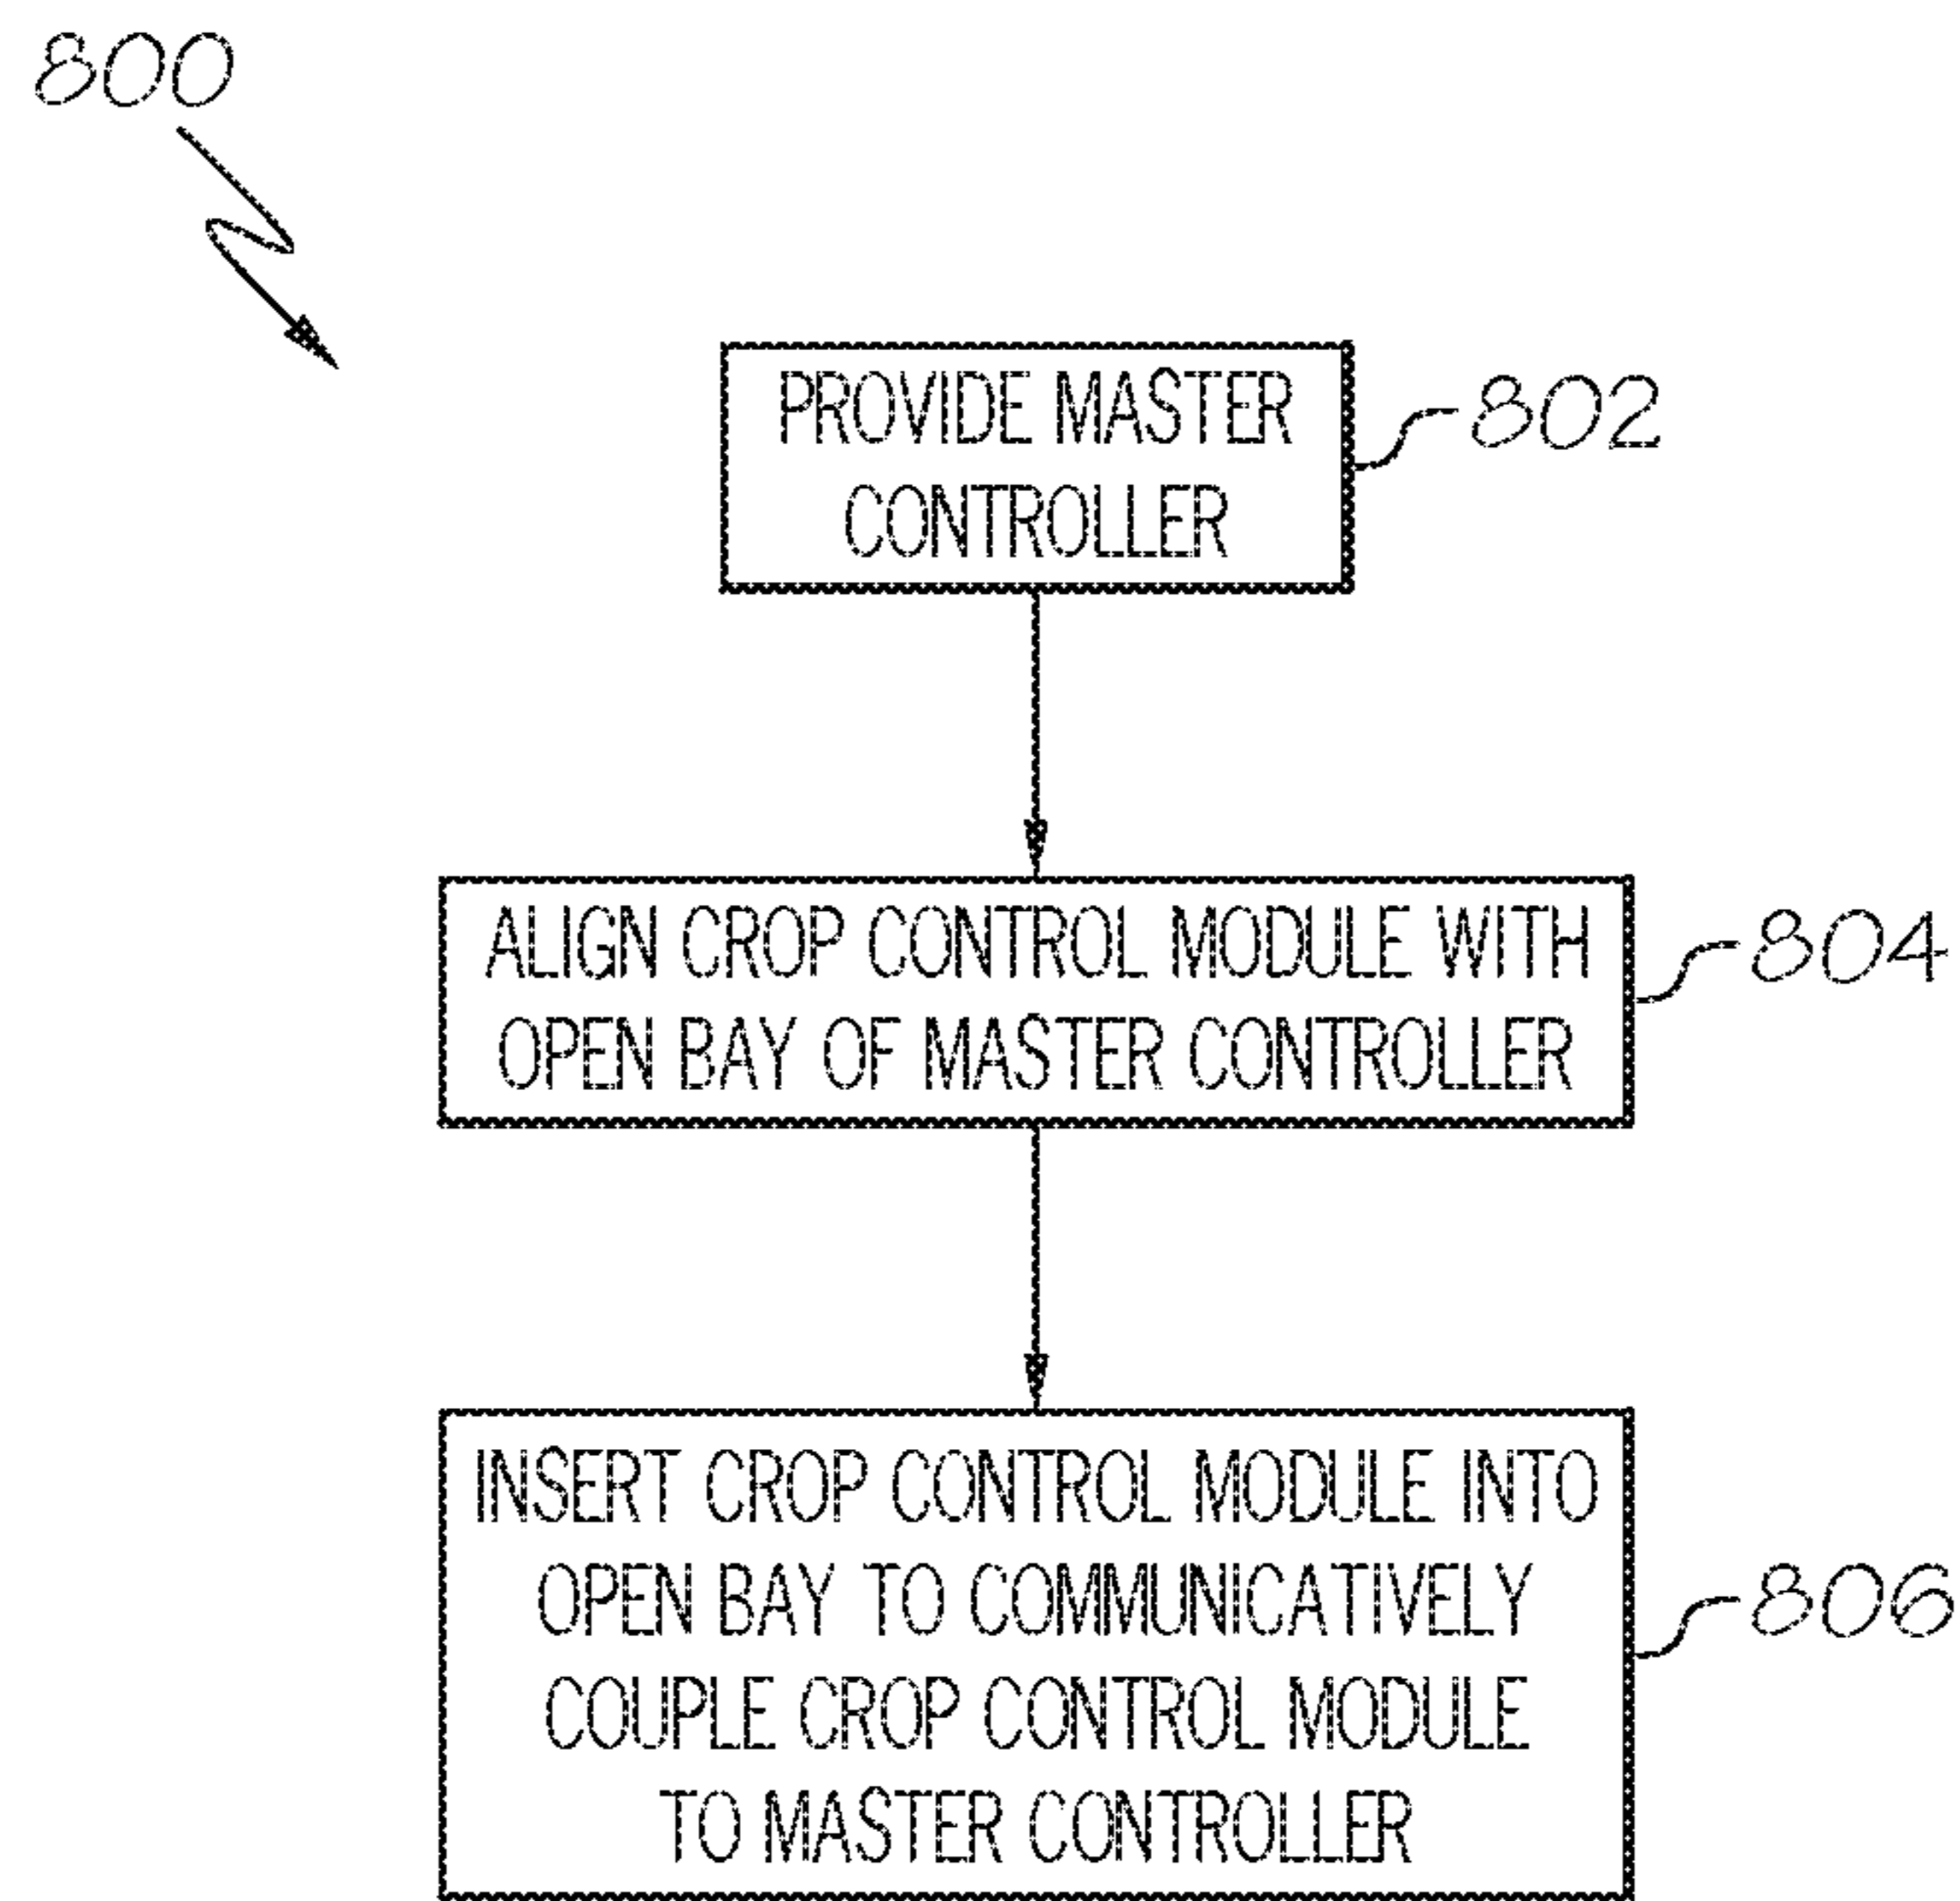 800
PROVIDE MASTER
CONTROLLER
802
ALIGN CROP CONTROL MODULE WITH
OPEN BAY OF MASTER CONTROLLER
804
INSERT CROP CONTROL MODULE INTO
OPEN BAY TO COMMUNICATIVELY
COUPLE CROP CONTROL MODULE
TO MASTER CONTROLLER
806